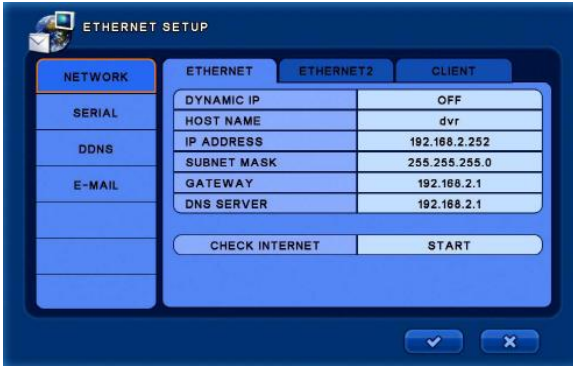 ETHERNET SETUP
NETWORK
SERIAL
DDNS
E-MAIL
ETHERNET ETHERNET2 CLIENT
DYNAMIC IP OFF
HOST NAME dvr
IP ADDRESS 192.168.2.252
SUBNET MASK 255.255.255.0
GATEWAY 192.168.2.1
DNS SERVER 192.168.2.1
CHECK INTERNET START